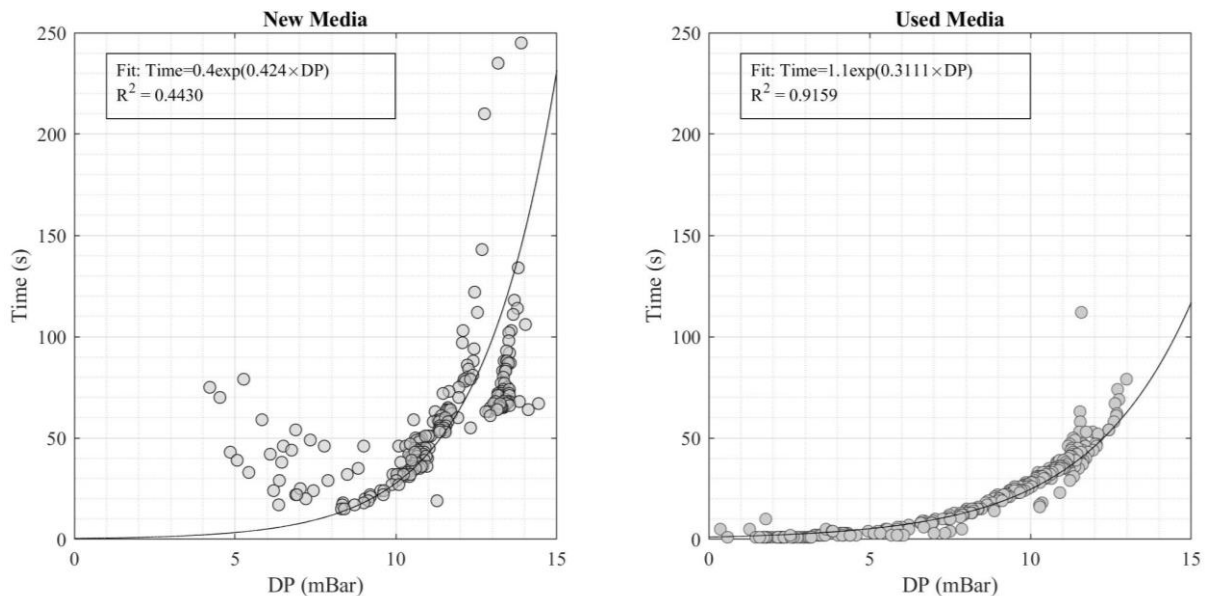 New Media
Fit: Time=0.4exp(0.424×DP)
R² = 0.4430
250
200
150
100
50
0
Time (s)
0 5 10 15
DP (mBar)
Used Media
Fit: Time=1.1exp(0.3111×DP)
R² = 0.9159
250
200
150
100
50
0
Time (s)
0 5 10 15
DP (mBar)